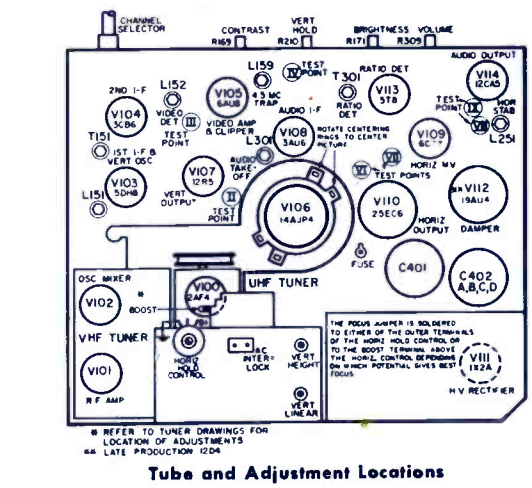 CHANNEL
SELECTOR
CONTRAST
R169
VERT
HOLD
R210
BRIGHTNESS
R171
VOLUME
R309
AUDIO OUTPUT
V114
12CA5
L159
4.5 MC
TRAP
IV
TEST
POINT
T301
RATIO
DET
RATIO DET
V113
5T8
2ND I-F
V104
3CB6
L152
VIDEO
DET
III
TEST
POINT
V105
6AU8
VIDEO AMP
& CLIPPER
AUDIO I-F
V108
3AU6
TEST
POINT
IX
VIII
HOR
STAB
L251
T151
1ST I-F &
VERT OSC
L301
AUDIO
TAKE-
OFF
ROTATE CENTERING
RINGS TO CENTER
PICTURE
V109
HORIZ MV
VI
VII
TEST POINTS
V103
5DH8
L151
V107
12R5
VERT
OUTPUT
II
TEST
POINT
V106
14AJP4
V110
25EC6
HORIZ
OUTPUT
V112
19AU4
DAMPER
FUSE
C401
C402
A,B,C,D
OSC MIXER
V102
VHF TUNER
V101
R F AMP
*
BOOST
V100
2AF4
UHF TUNER
HORIZ
HOLD
CONTROL
AC
INTER-
LOCK
VERT
HEIGHT
VERT
LINEAR
THE FOCUS JUMPER IS SOLDERED
TO EITHER OF THE OUTER TERMINALS
OF THE HORIZ HOLD CONTROL OR
TO THE BOOST TERMINAL ABOVE
THE HORIZ CONTROL DEPENDING
ON WHICH POTENTIAL GIVES BEST
FOCUS
V111
1X2A
H V RECTIFIER
* REFER TO TUNER DRAWINGS FOR
LOCATION OF ADJUSTMENTS
** LATE PRODUCTION 12D4
Tube and Adjustment Locations